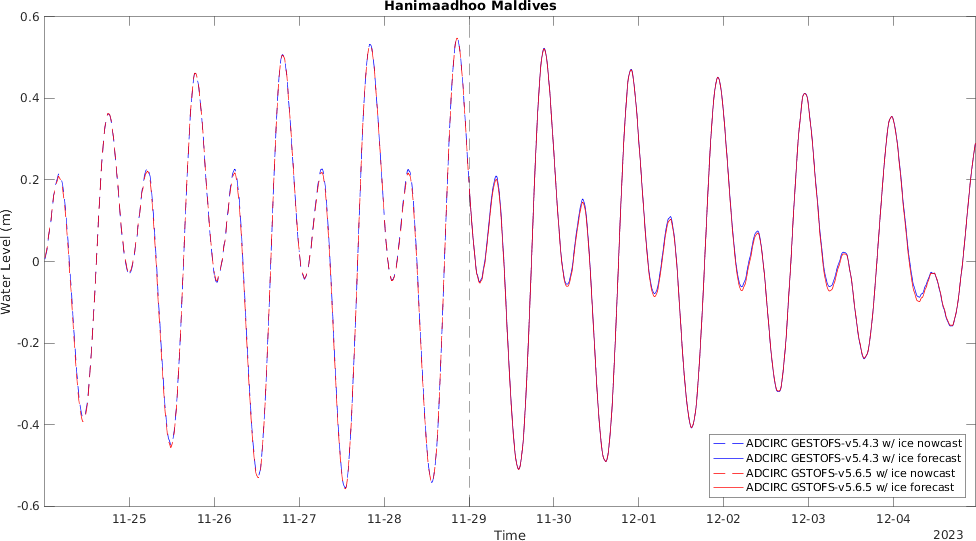 Hanimaadhoo Maldives
0.6
0.4
0.2
0
-0.2
-0.4
-0.6
Water Level (m)
ADCIRC GESTOFS-v5.4.3 w/ ice nowcast
ADCIRC GESTOFS-v5.4.3 w/ ice forecast
ADCIRC GSTOFS-v5.6.5 w/ ice nowcast
ADCIRC GSTOFS-v5.6.5 w/ ice forecast
11-25 11-26 11-27 11-28 11-29 11-30 12-01 12-02 12-03 12-04
Time
2023